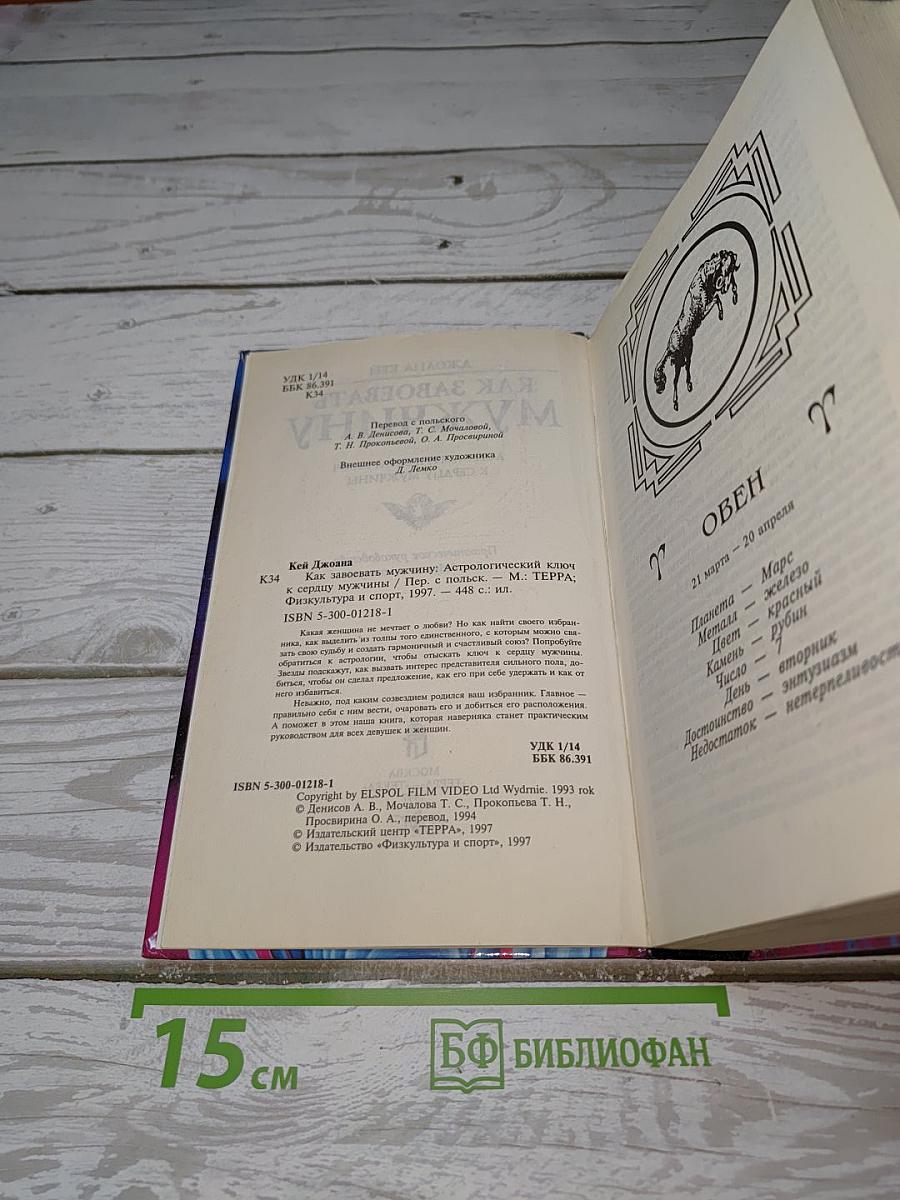 УДК 1/14
ББК 86.391
К34
Перевод с польского
А. В. Денисова, Т. С. Мочаловой,
Т. Н. Прокопьевой, О. А. Просвириной
Внешнее оформление художника
Д. Лемко
Кей Джоана
К34 Как завоевать мужчину: Астрологический ключ
к сердцу мужчины / Пер. с польск. — М.: ТЕРРА;
Физкультура и спорт, 1997. — 448 с.: ил.
ISBN 5-300-01218-1
Какая женщина не мечтает о любви? Но как найти своего избран-
ника, как выделить из толпы того единственного, с которым можно свя-
зать свою судьбу и создать гармоничный и счастливый союз? Попробуйте
обратиться к астрологии, чтобы отыскать ключ к сердцу мужчины.
Звезды подскажут, как вызвать интерес представителя сильного пола, до-
биться, чтобы он сделал предложение, как его при себе удержать и как от
него избавиться.
Неважно, под каким созвездием родился ваш избранник. Главное —
правильно себя с ним вести, очаровать его и добиться его расположения.
А поможет в этом наша книга, которая наверняка станет практическим
руководством для всех девушек и женщин.
УДК 1/14
ББК 86.391
ISBN 5-300-01218-1
Copyright by ELSPOL FILM VIDEO Ltd Wydrnie. 1993 rok
© Денисов А. В., Мочалова Т. С., Прокопьева Т. Н.,
Просвирина О. А., перевод, 1994
© Издательский центр «ТЕРРА», 1997
© Издательство «Физкультура и спорт», 1997
♈ ОВЕН ♈
21 марта — 20 апреля
Планета — Марс
Металл — железо
Цвет — красный
Камень — рубин
Число — 7
День — вторник
Достоинство — энтузиазм
Недостаток — нетерпеливост
15 см
БФ БИБЛИОФАН